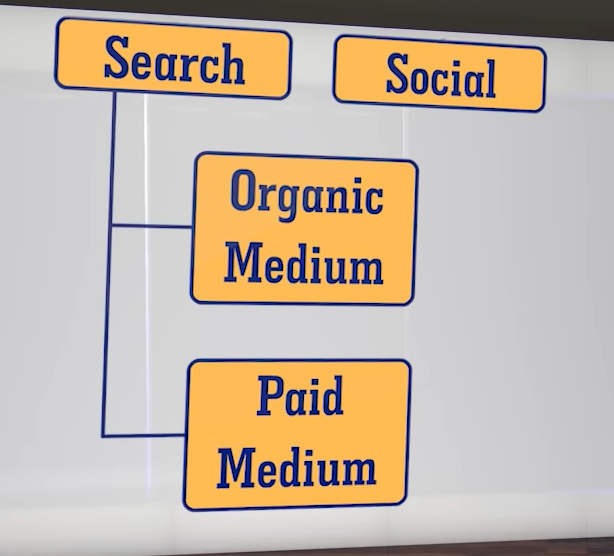 Search
Social
Organic
Medium
Paid
Medium